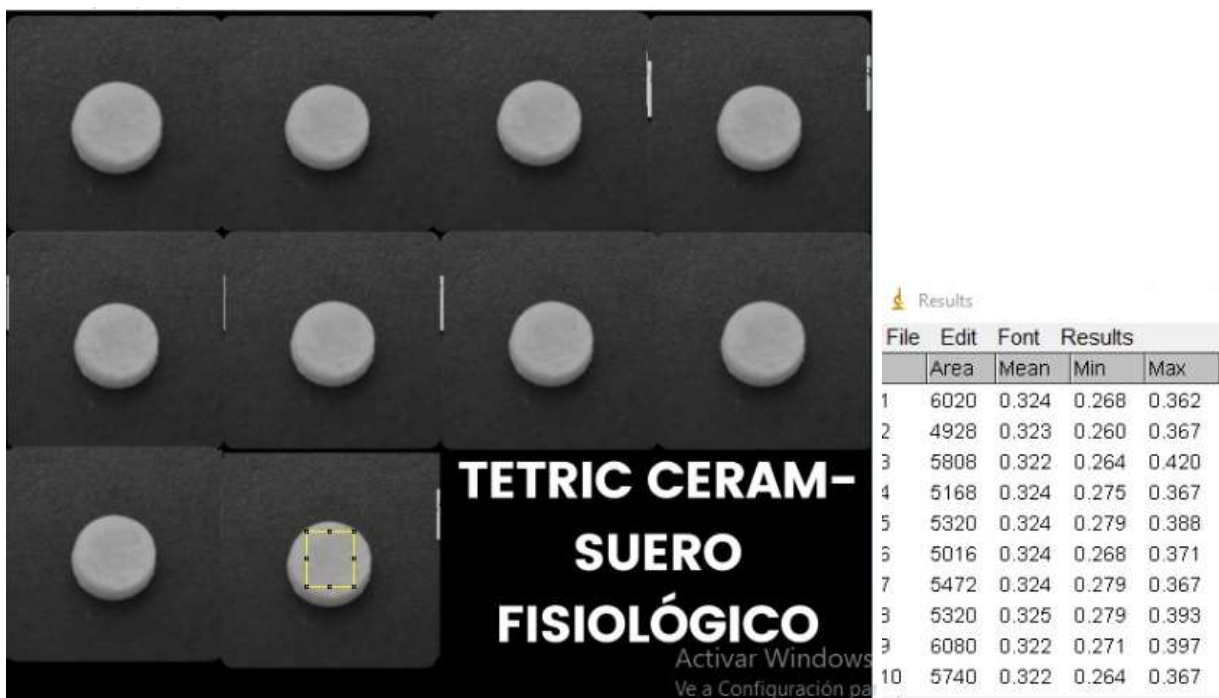 TETRIC CERAM-
SUERO
FISIOLÓGICO
Activar Windows
Ve a Configuración pa
Results
File Edit Font Results
Area Mean Min Max
1 6020 0.324 0.268 0.362
2 4928 0.323 0.260 0.367
3 5808 0.322 0.264 0.420
4 5168 0.324 0.275 0.367
5 5320 0.324 0.279 0.388
6 5016 0.324 0.268 0.371
7 5472 0.324 0.279 0.367
8 5320 0.325 0.279 0.393
9 6080 0.322 0.271 0.397
10 5740 0.322 0.264 0.367